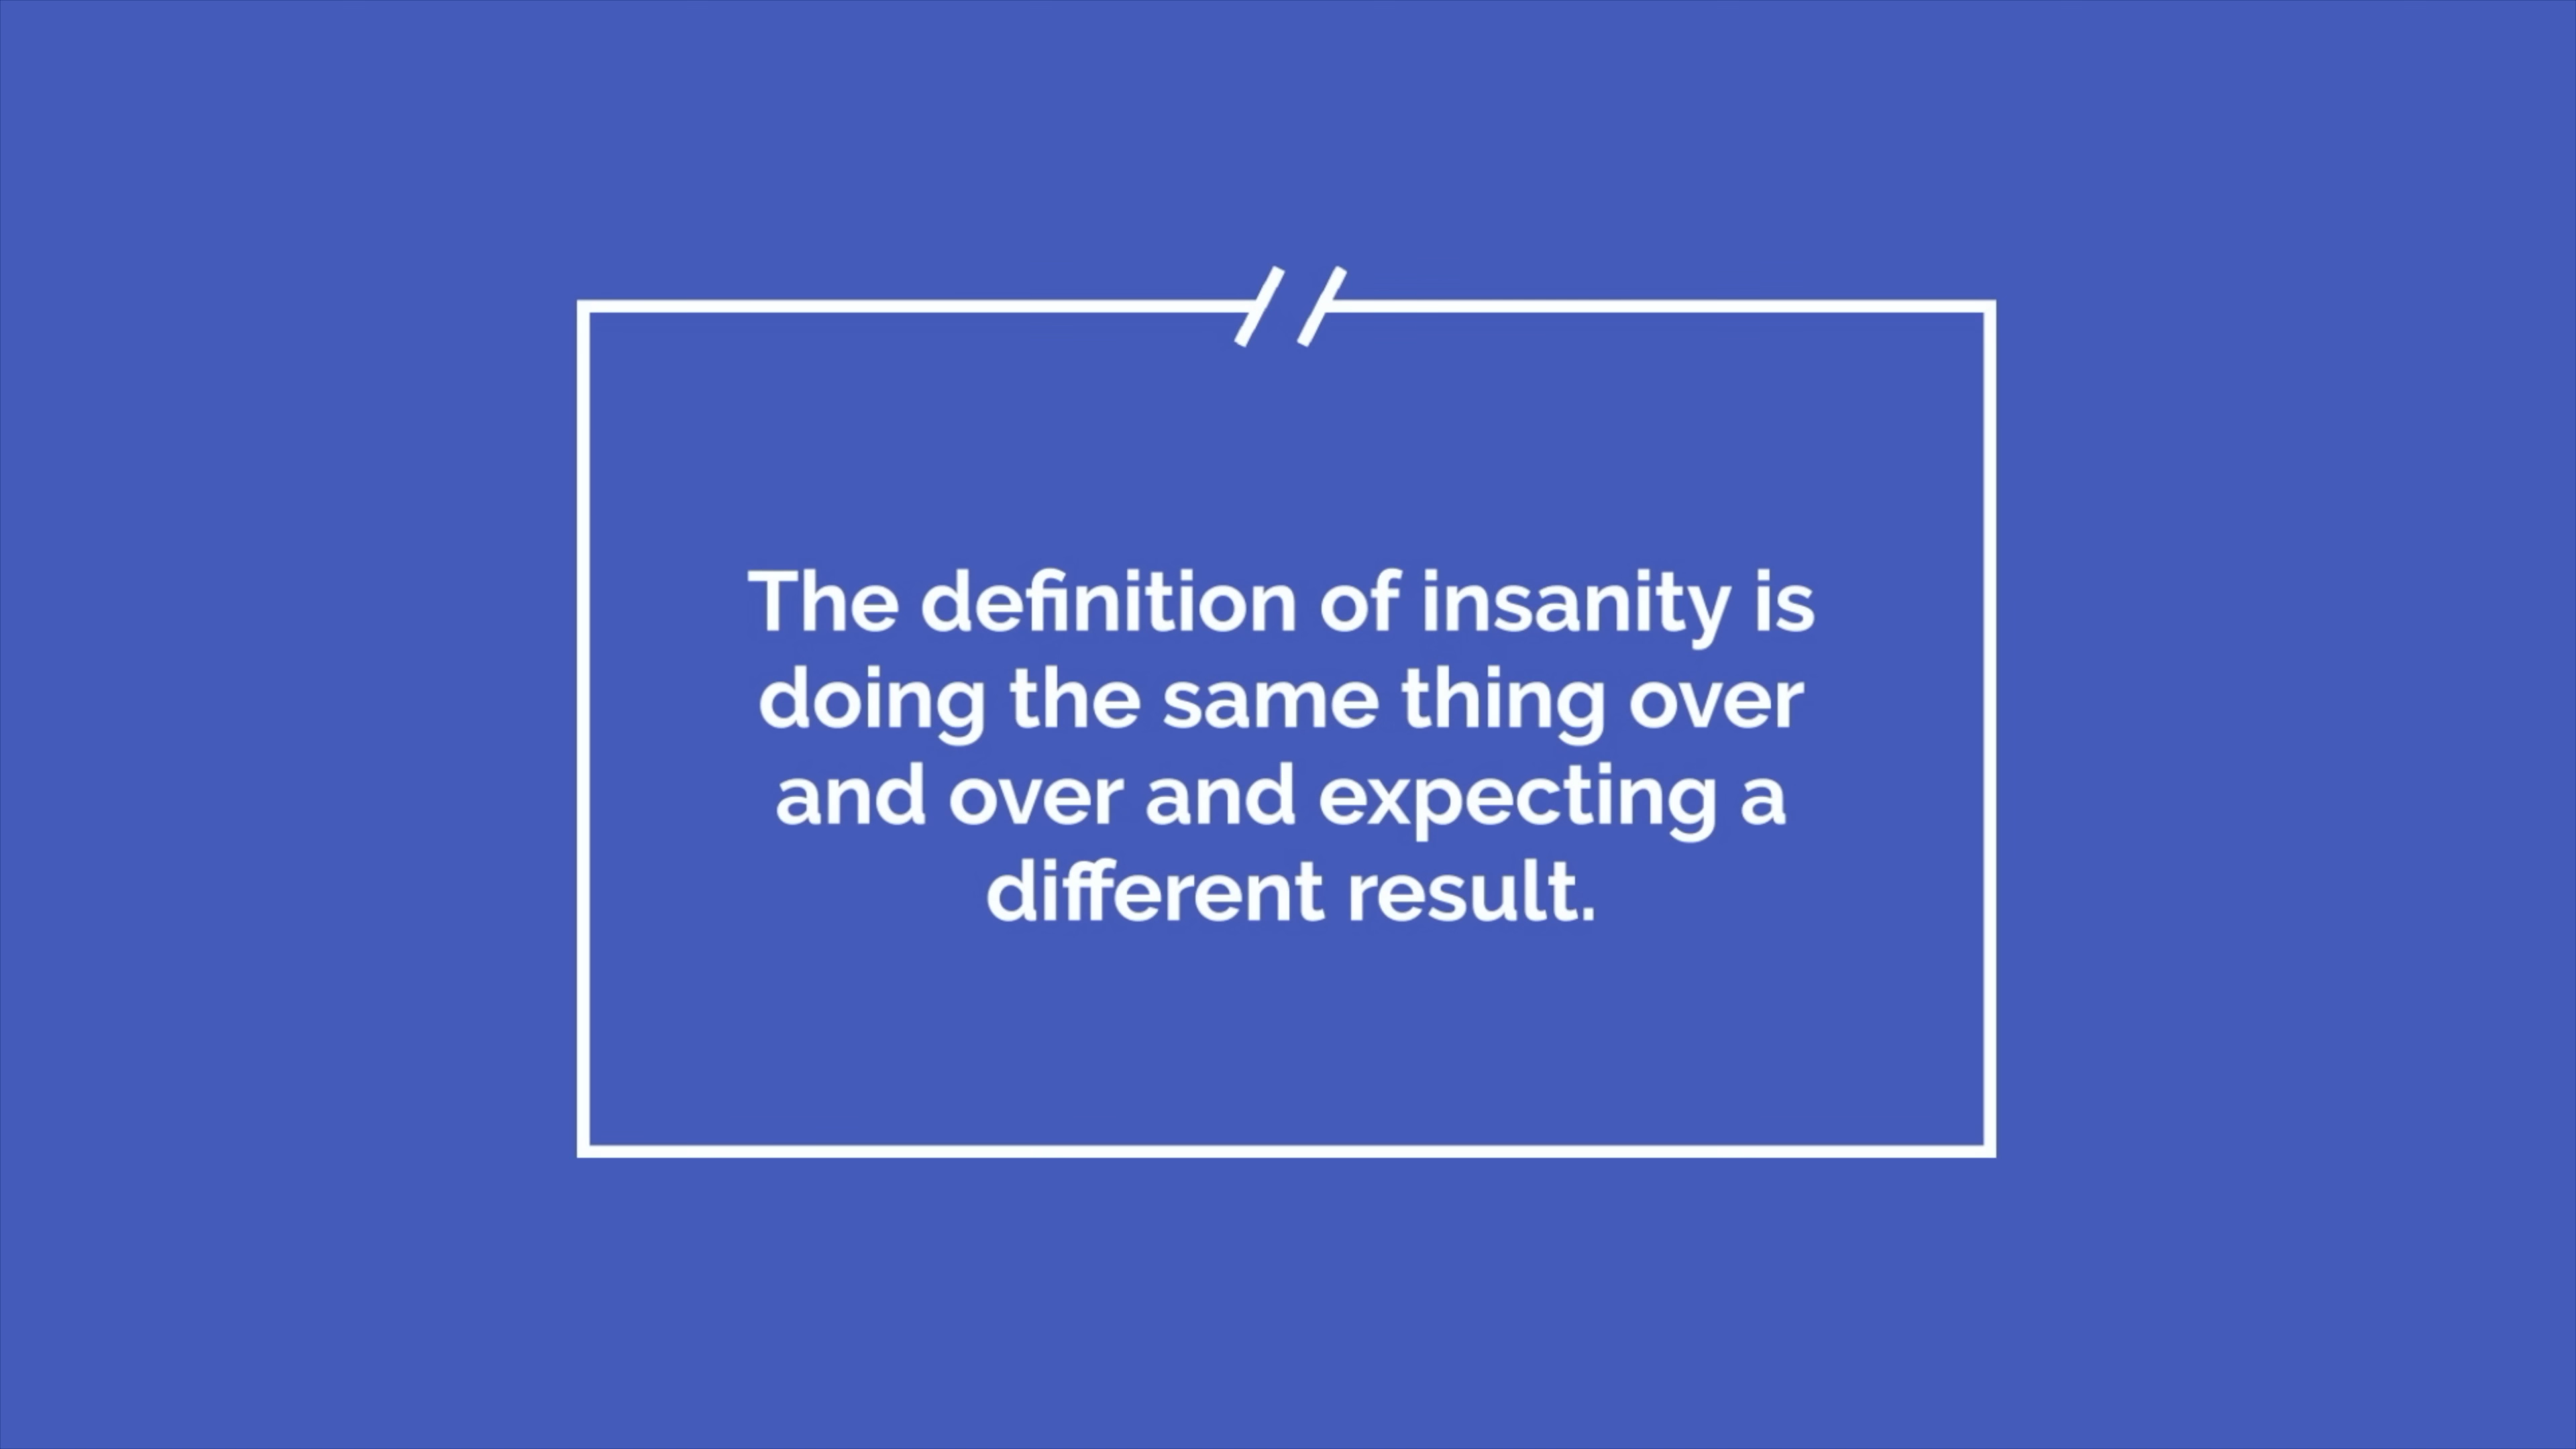 The definition of insanity is
doing the same thing over
and over and expecting a
different result.